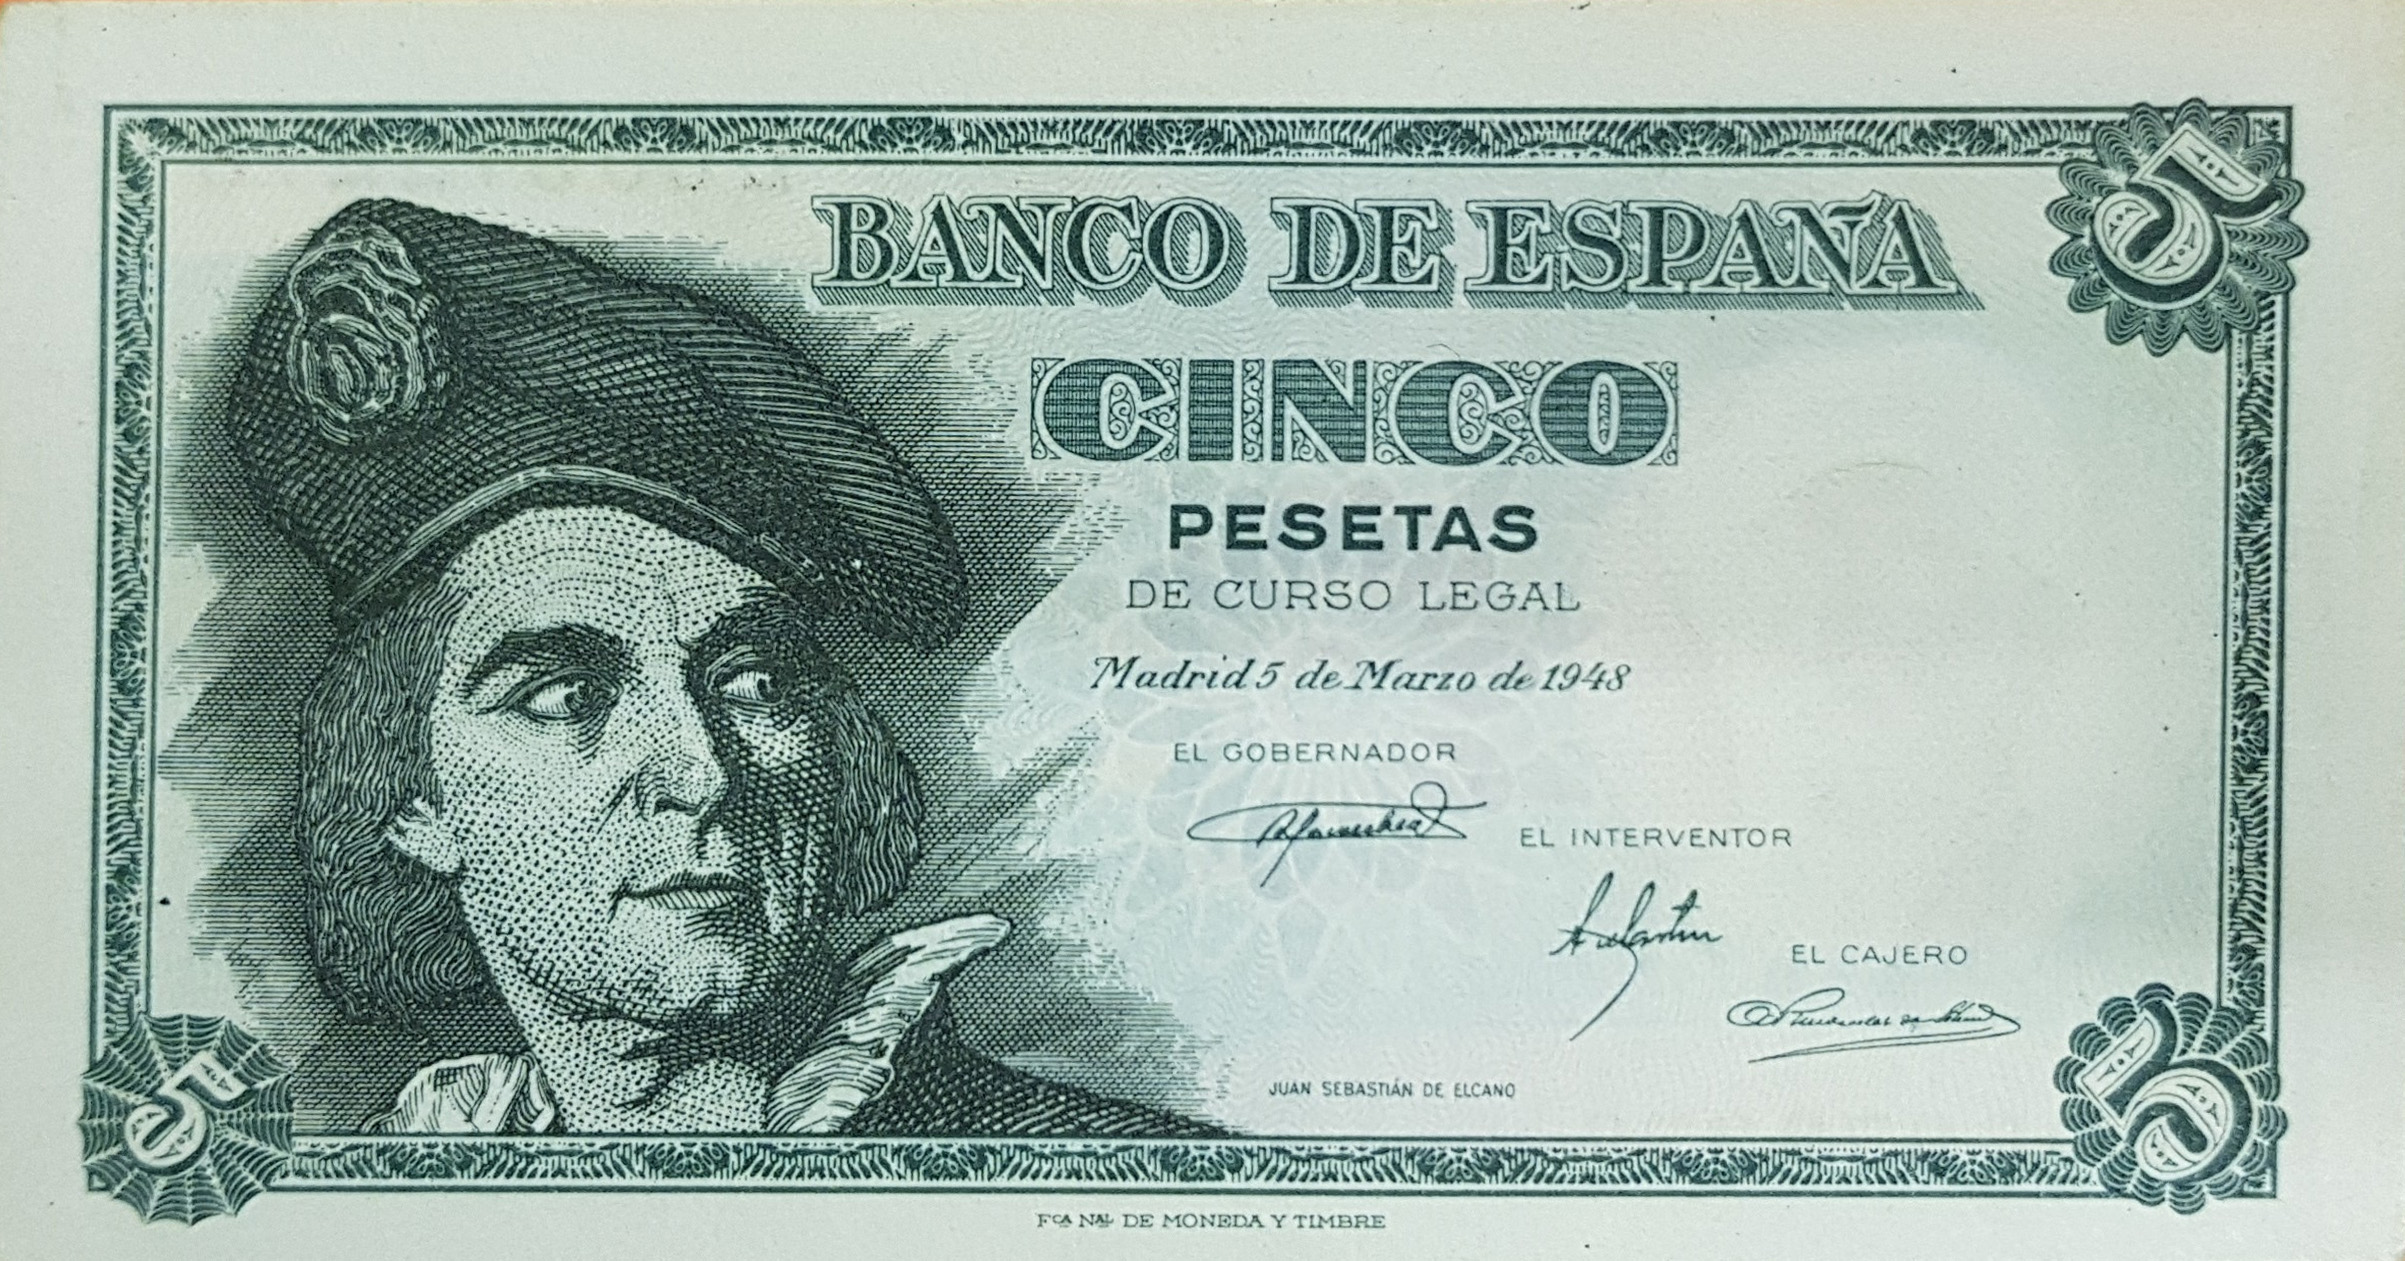 5
BANCO DE ESPAÑA
CINCO
PESETAS
DE CURSO LEGAL
Madrid 5 de Marzo de 1948
EL GOBERNADOR
EL INTERVENTOR
EL CAJERO
JUAN SEBASTIÁN DE ELCANO
5
5
FCA NAL DE MONEDA Y TIMBRE